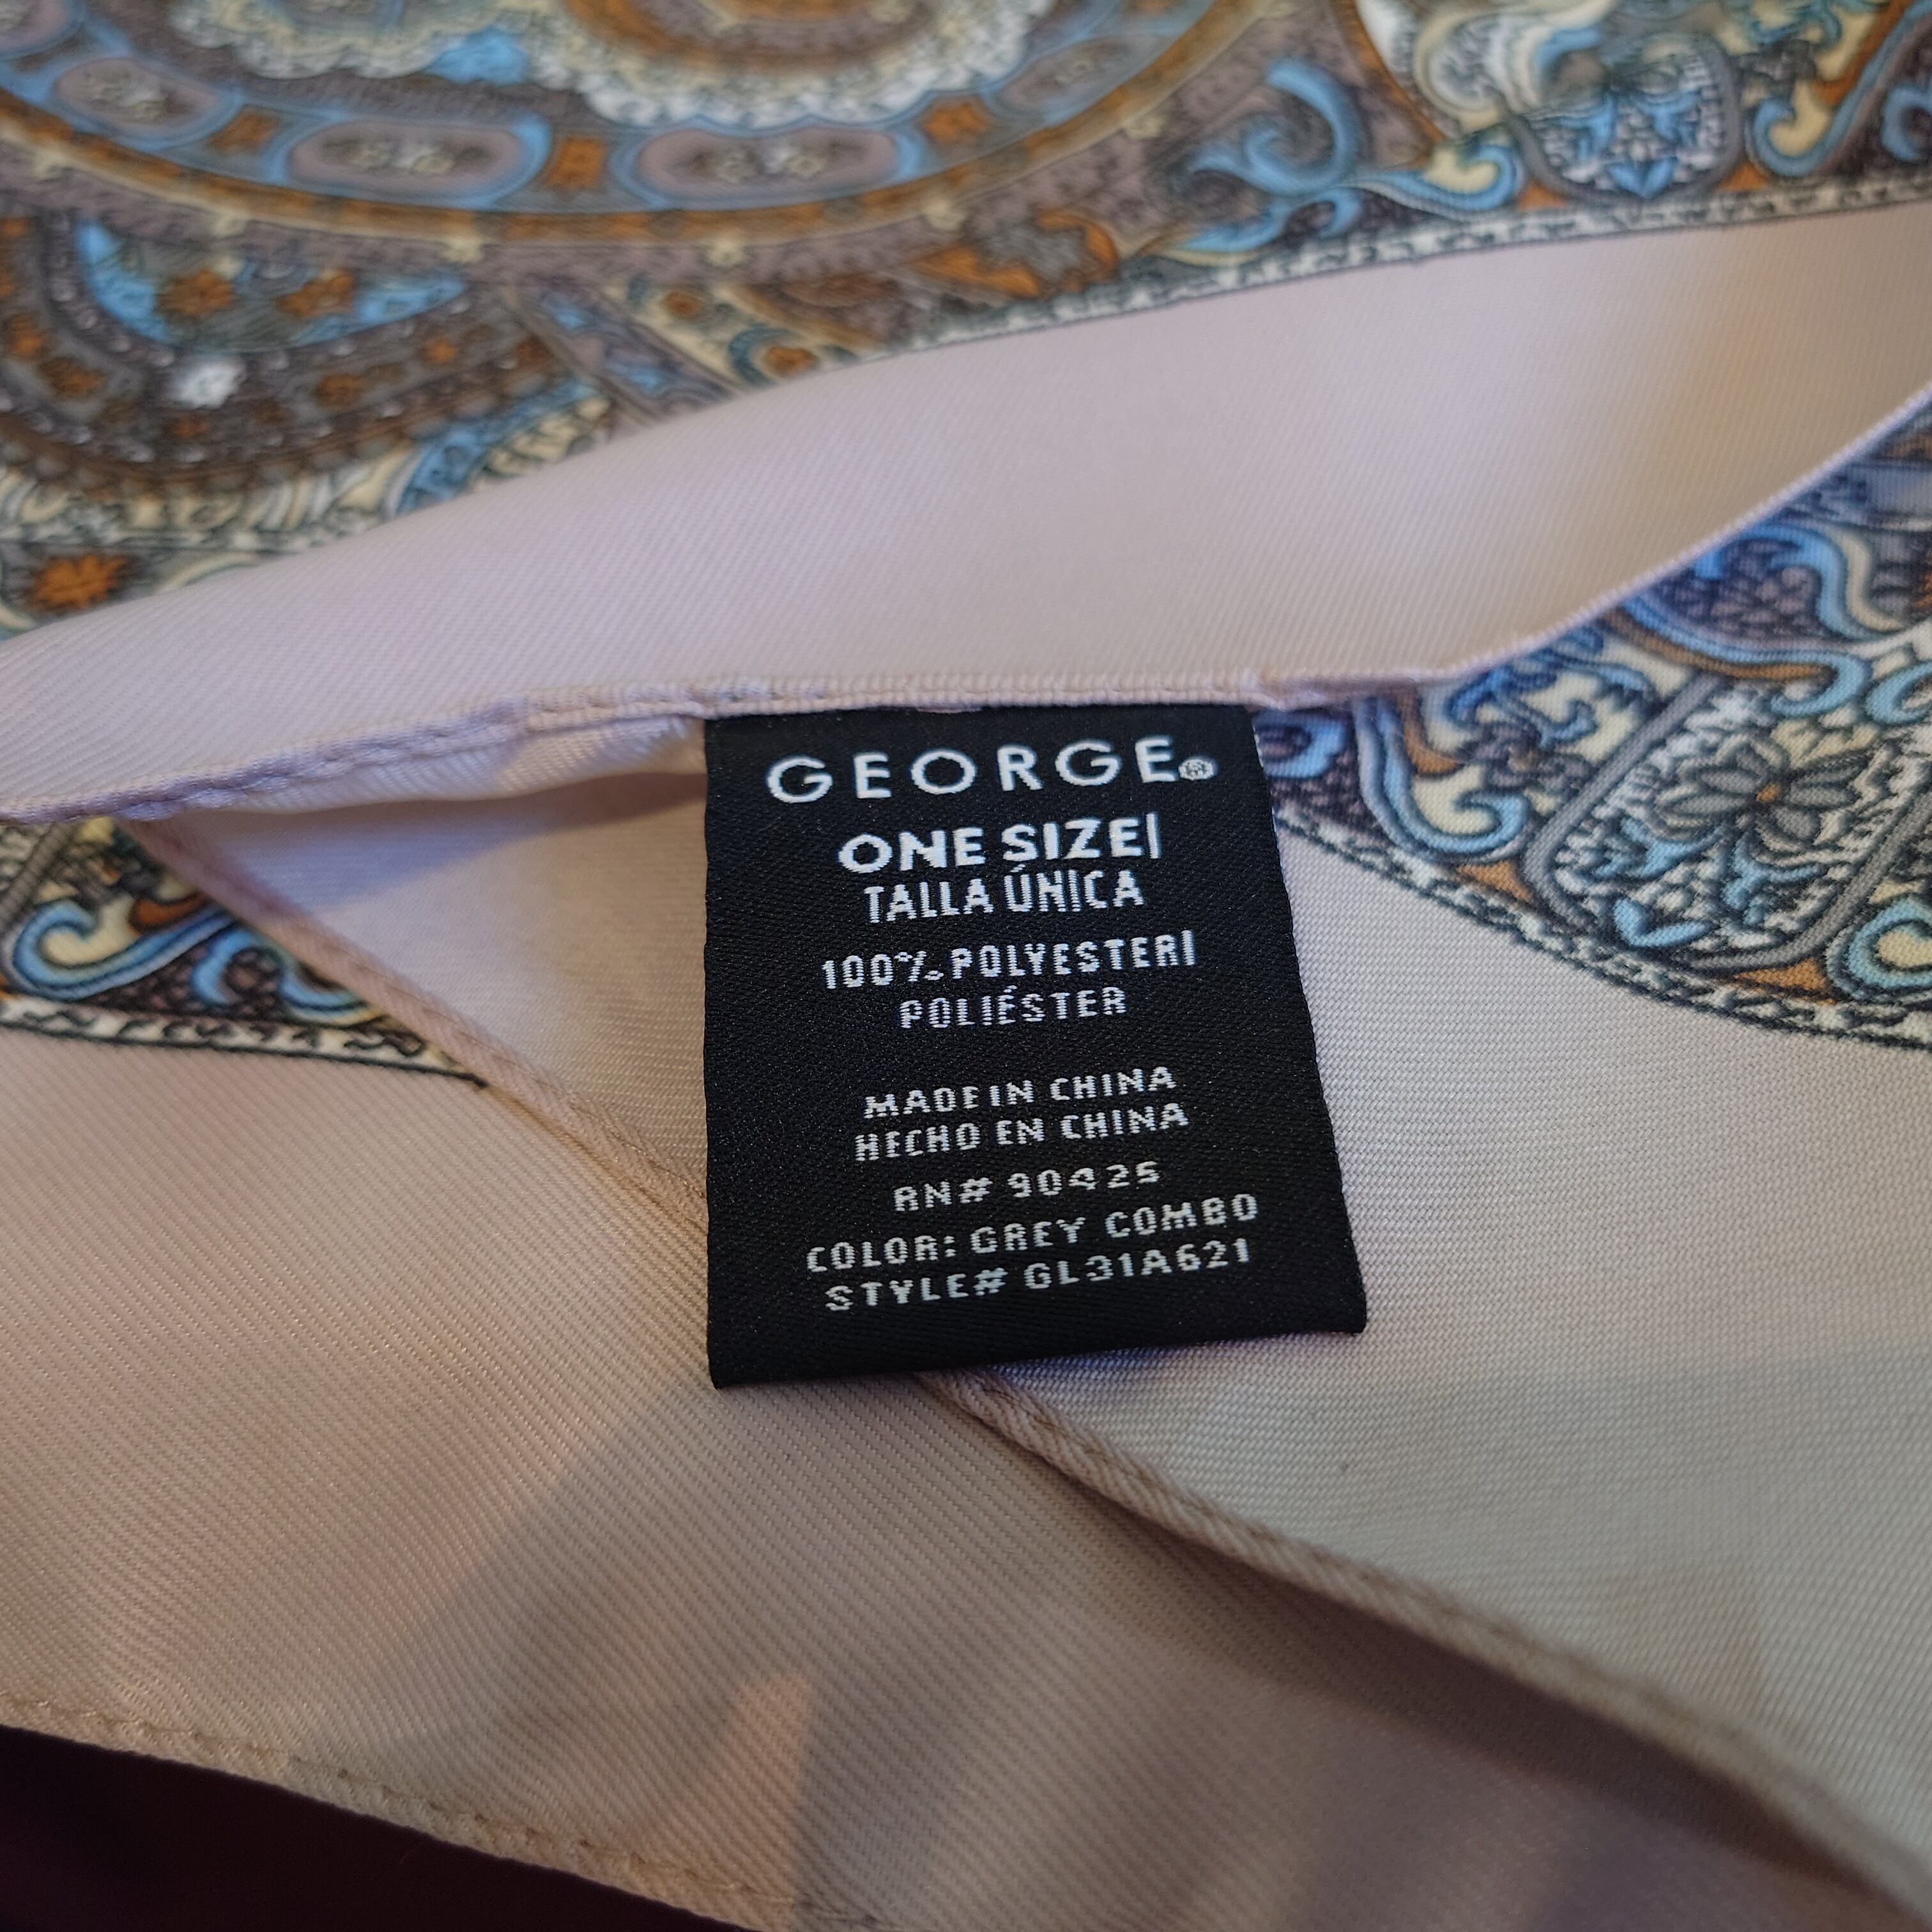 GEORGE®
ONE SIZE|
TALLA ÚNICA
100% POLYESTER|
POLIÉSTER
MADE IN CHINA
HECHO EN CHINA
RN# 90425
COLOR: GREY COMBO
STYLE# GL31A621